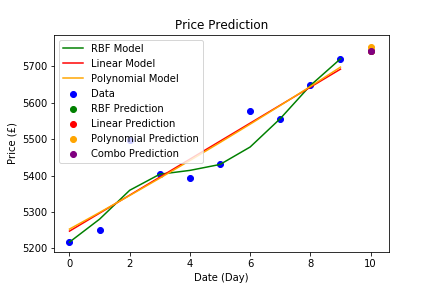 Price Prediction
RBF Model
Linear Model
Polynomial Model
Data
RBF Prediction
Linear Prediction
Polynomial Prediction
Combo Prediction
Price (£)
5700
5600
5500
5400
5300
5200
0 2 4 6 8 10
Date (Day)